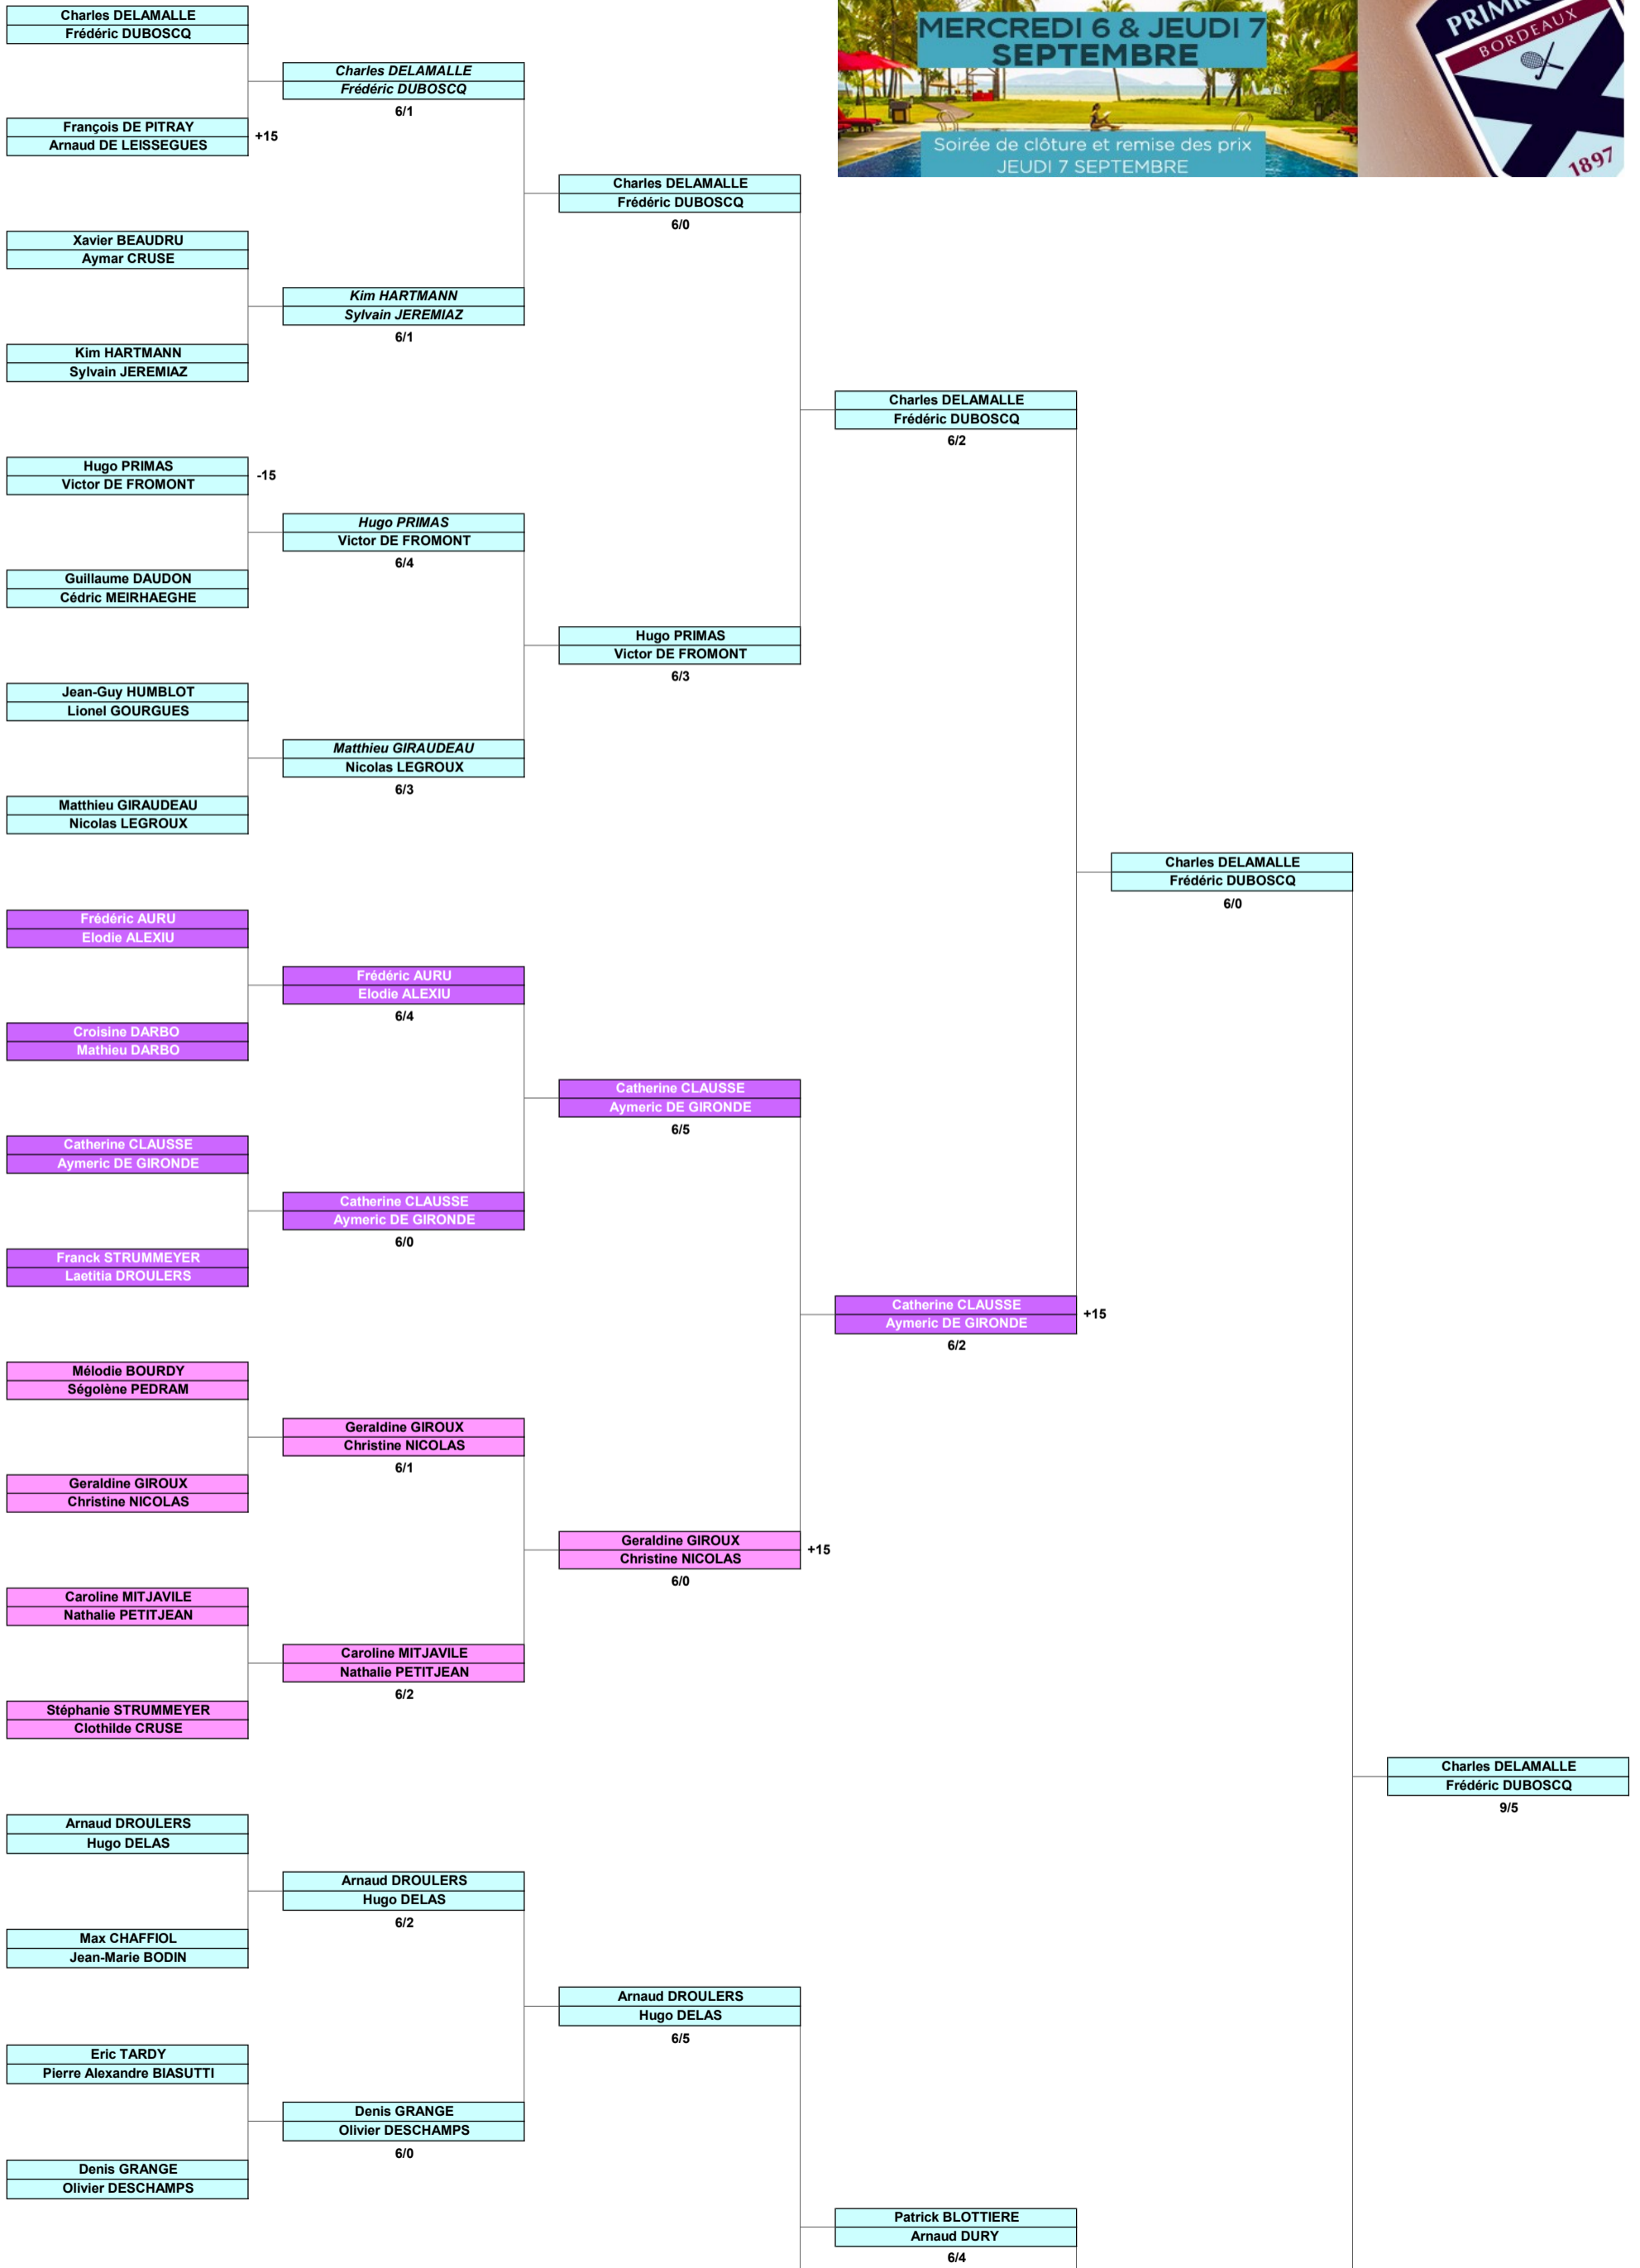 MERCREDI 6 & JEUDI 7
SEPTEMBRE
Soirée de clôture et remise des prix
JEUDI 7 SEPTEMBRE
BORDEAUX
1897
Charles DELAMALLE
Frédéric DUBOSCQ
Charles DELAMALLE
Frédéric DUBOSCQ
6/1
François DE PITRAY
Arnaud DE LEISSEGUES
+15
Charles DELAMALLE
Frédéric DUBOSCQ
6/0
Xavier BEAUDRU
Aymar CRUSE
Kim HARTMANN
Sylvain JEREMIAZ
6/1
Kim HARTMANN
Sylvain JEREMIAZ
Charles DELAMALLE
Frédéric DUBOSCQ
6/2
Hugo PRIMAS
Victor DE FROMONT
-15
Hugo PRIMAS
Victor DE FROMONT
6/4
Guillaume DAUDON
Cédric MEIRHAEGHE
Hugo PRIMAS
Victor DE FROMONT
6/3
Jean-Guy HUMBLOT
Lionel GOURGUES
Matthieu GIRAUDEAU
Nicolas LEGROUX
6/3
Matthieu GIRAUDEAU
Nicolas LEGROUX
Charles DELAMALLE
Frédéric DUBOSCQ
6/0
Frédéric AURU
Elodie ALEXIU
Frédéric AURU
Elodie ALEXIU
6/4
Croisine DARBO
Mathieu DARBO
Catherine CLAUSSE
Aymeric DE GIRONDE
6/5
Catherine CLAUSSE
Aymeric DE GIRONDE
Catherine CLAUSSE
Aymeric DE GIRONDE
6/0
Franck STRUMMEYER
Laetitia DROULERS
Catherine CLAUSSE
Aymeric DE GIRONDE
+15
6/2
Mélodie BOURDY
Ségolène PEDRAM
Geraldine GIROUX
Christine NICOLAS
6/1
Geraldine GIROUX
Christine NICOLAS
Geraldine GIROUX
Christine NICOLAS
+15
6/0
Caroline MITJAVILE
Nathalie PETITJEAN
Caroline MITJAVILE
Nathalie PETITJEAN
6/2
Stéphanie STRUMMEYER
Clothilde CRUSE
Charles DELAMALLE
Frédéric DUBOSCQ
9/5
Arnaud DROULERS
Hugo DELAS
Arnaud DROULERS
Hugo DELAS
6/2
Max CHAFFIOL
Jean-Marie BODIN
Arnaud DROULERS
Hugo DELAS
6/5
Eric TARDY
Pierre Alexandre BIASUTTI
Denis GRANGE
Olivier DESCHAMPS
6/0
Denis GRANGE
Olivier DESCHAMPS
Patrick BLOTTIERE
Arnaud DURY
6/4